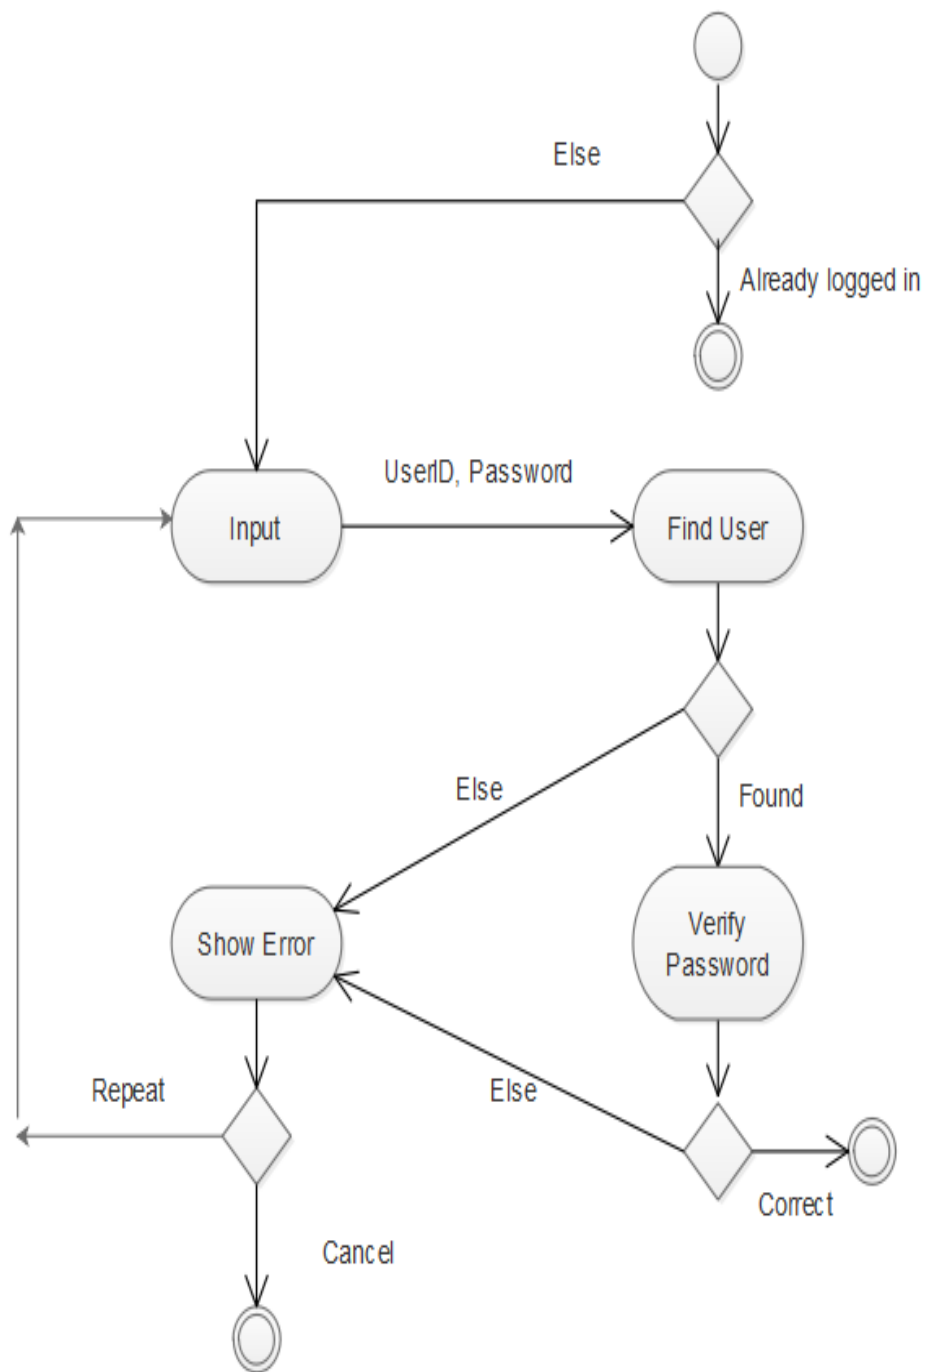 Else
Already logged in
UserID, Password
Input
Find User
Else
Found
Verify
Password
Show Error
Repeat
Else
Correct
Cancel